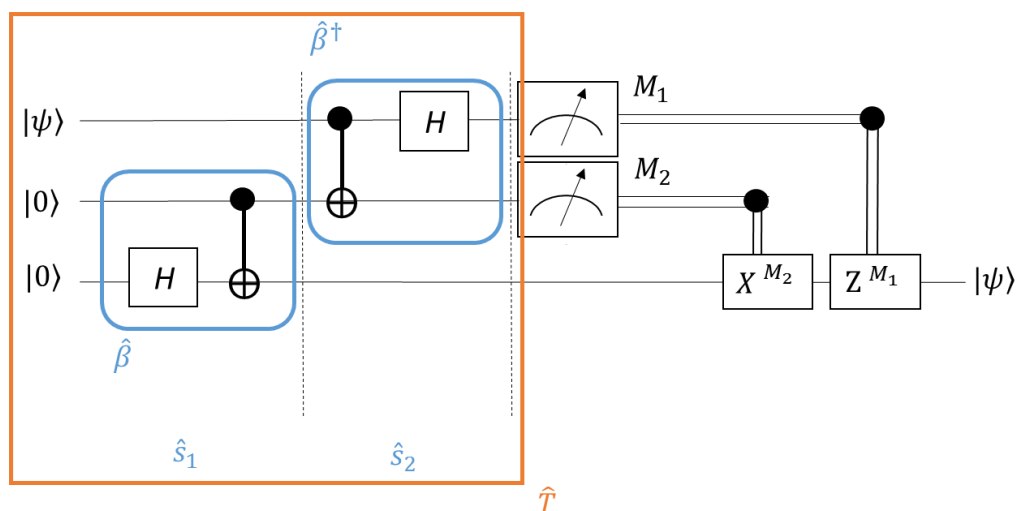 β̂†
|ψ⟩ H M₁
|0⟩ M₂
|0⟩ H X^M₂ Z^M₁ |ψ⟩
β̂
ŝ₁ ŝ₂
T̂